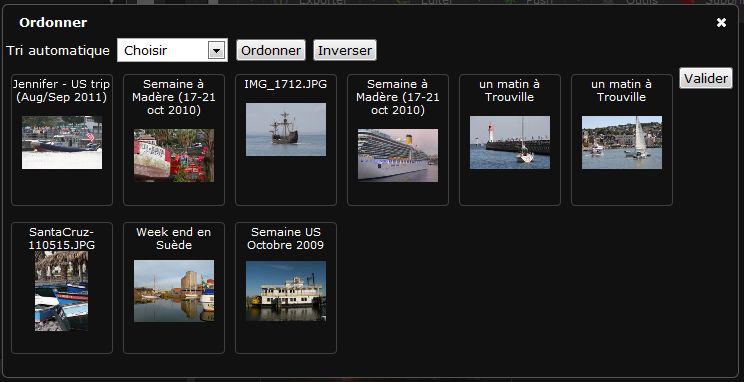 Exporter Éditer Push Outils
Ordonner
Tri automatique Choisir Ordonner Inverser
Valider
Jennifer - US trip
(Aug/Sep 2011)
Semaine à
Madère (17-21
oct 2010)
IMG_1712.JPG
Semaine à
Madère (17-21
oct 2010)
un matin à
Trouville
un matin à
Trouville
SantaCruz-
110515.JPG
Week end en
Suède
Semaine US
Octobre 2009